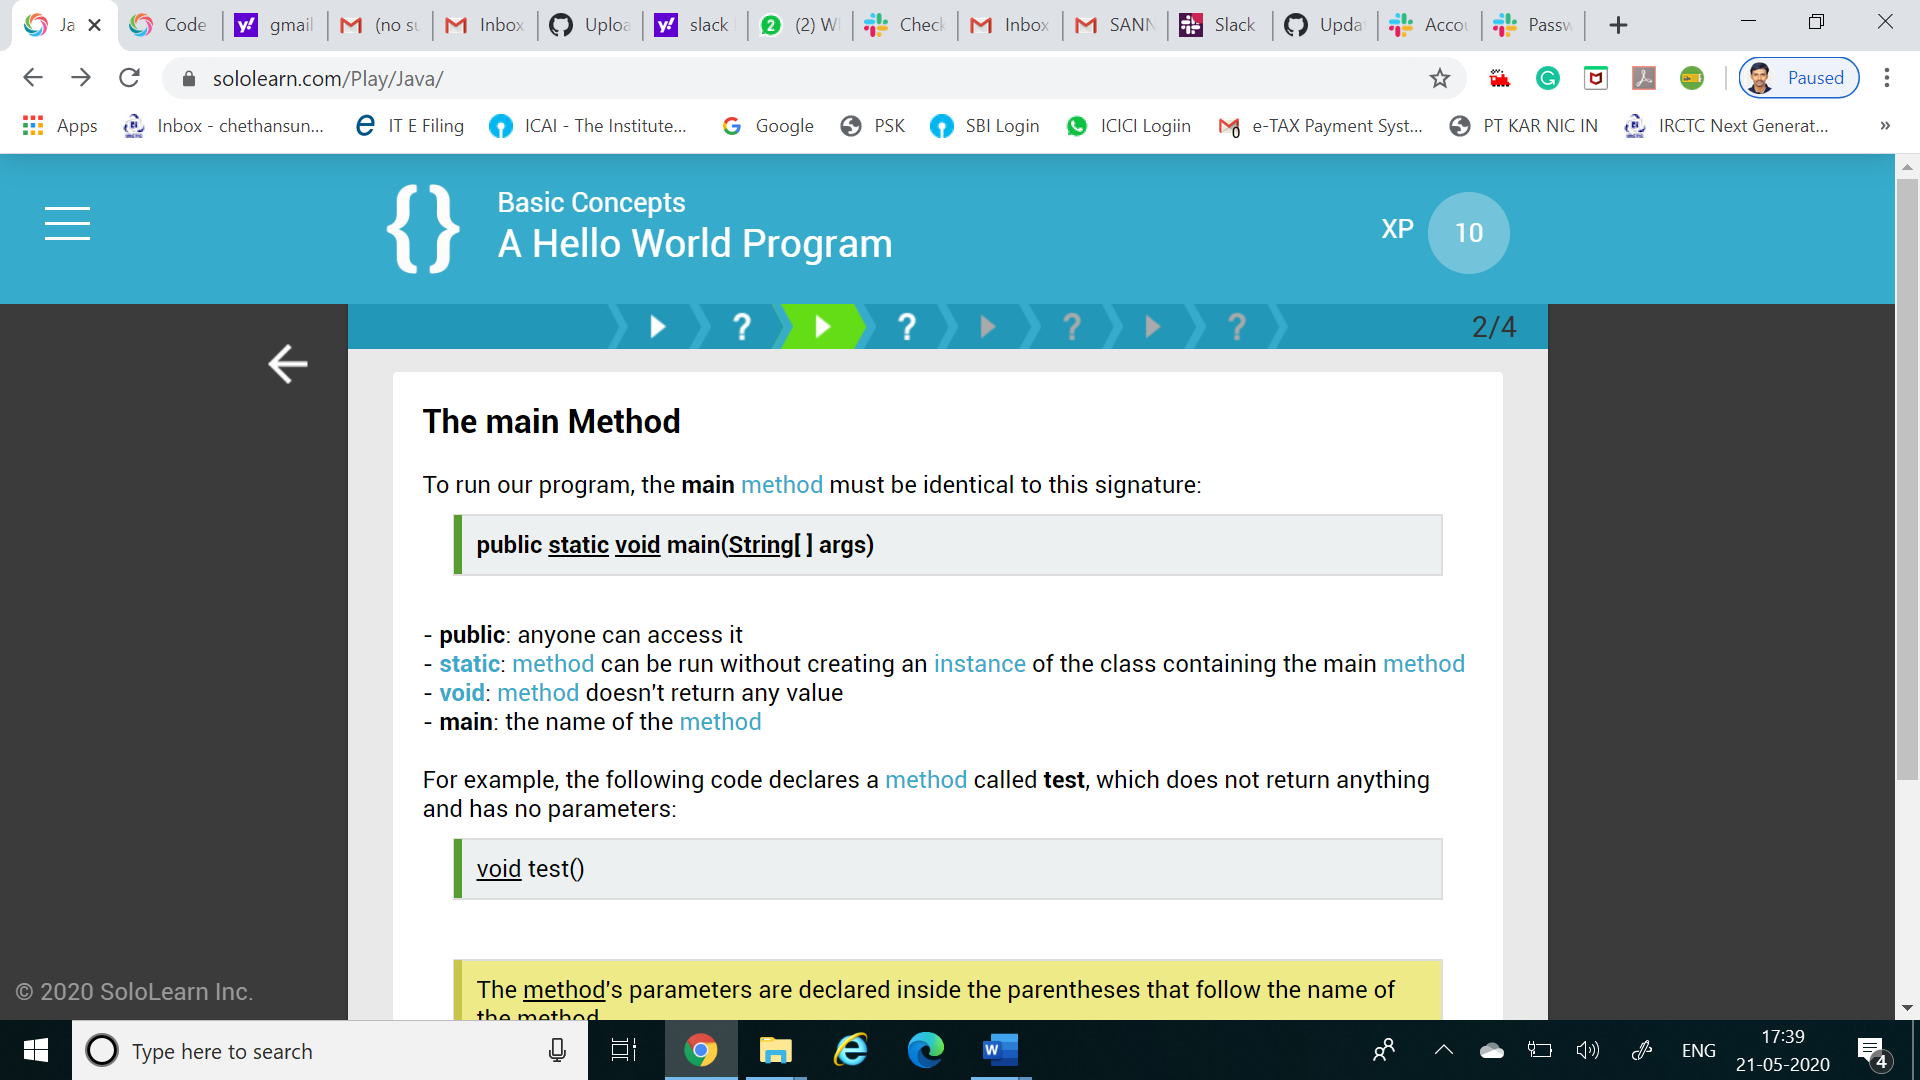 Ja
Code
gmail
(no su
Inbox
Uploa
slack
(2) W
Check
Inbox
SANN
Slack
Updat
Accou
Passw
sololearn.com/Play/Java/
Paused
Apps
Inbox - chethansun...
IT E Filing
ICAI - The Institute...
Google
PSK
SBI Login
ICICI Logiin
e-TAX Payment Syst...
PT KAR NIC IN
IRCTC Next Generat...
»
Basic Concepts
A Hello World Program
XP 10
? ? ? ? 2/4
The main Method
To run our program, the main method must be identical to this signature:
public static void main(String[ ] args)
- public: anyone can access it
- static: method can be run without creating an instance of the class containing the main method
- void: method doesn't return any value
- main: the name of the method
For example, the following code declares a method called test, which does not return anything
and has no parameters:
void test()
The method's parameters are declared inside the parentheses that follow the name of
the method
© 2020 SoloLearn Inc.
Type here to search
ENG
17:39
21-05-2020
4